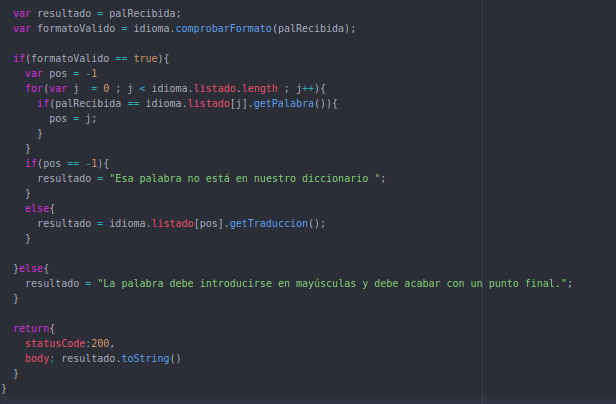 var resultado = palRecibida;
var formatoValido = idioma.comprobarFormato(palRecibida);
if(formatoValido == true){
var pos = -1
for(var j  = 0 ; j < idioma.listado.length ; j++){
if(palRecibida == idioma.listado[j].getPalabra()){
pos = j;
}
}
if(pos == -1){
resultado = "Esa palabra no está en nuestro diccionario ";
}
else{
resultado = idioma.listado[pos].getTraduccion();
}
}else{
resultado = "La palabra debe introducirse en mayúsculas y debe acabar con un punto final.";
}
return{
statusCode:200,
body: resultado.toString()
}
}